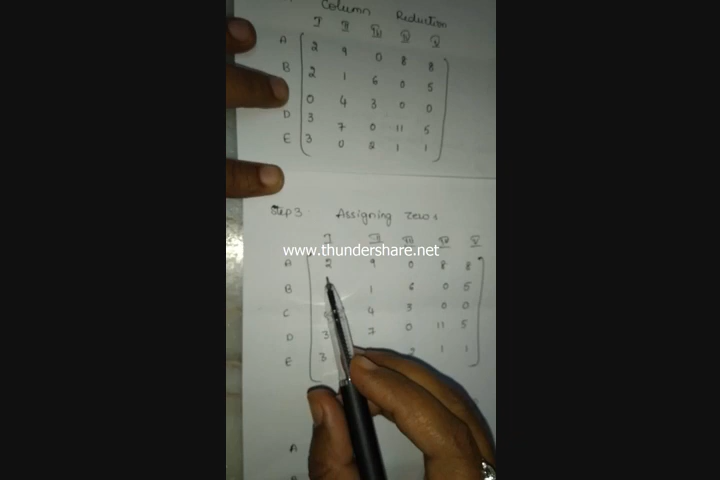 Column Reduction
I II III IV V
A 2 9 0 8 8
B 2 1 6 0 5
0 4 3 0 0
D 3 7 0 11 5
E 3 0 2 1 1
Step 3 Assigning zeros
I II III IV V
www.thundershare.net
A 2 9 0 8 8
B 1 6 0 5
C 4 3 0 0
D 3 7 0 11 5
E 3 2 1 1
A